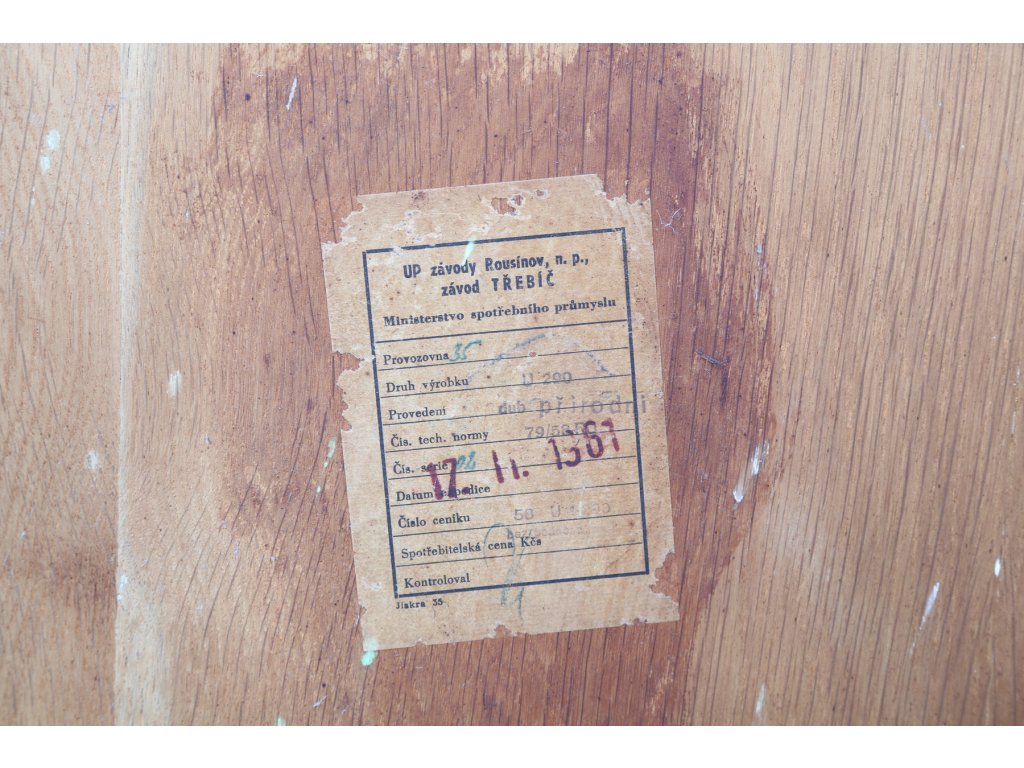 UP závody Rousínov, n. p.,
závod TŘEBÍČ
Ministerstvo spotřebního průmyslu
Provozovna 35
Druh výrobku U 290
Provedení dub přírodní
Čís. tech. normy 79/58
Čís. série
17. II. 1961
Datum expedice
Číslo ceníku 58 U
Spotřebitelská cena Kčs
Kontroloval
Jiskra 35